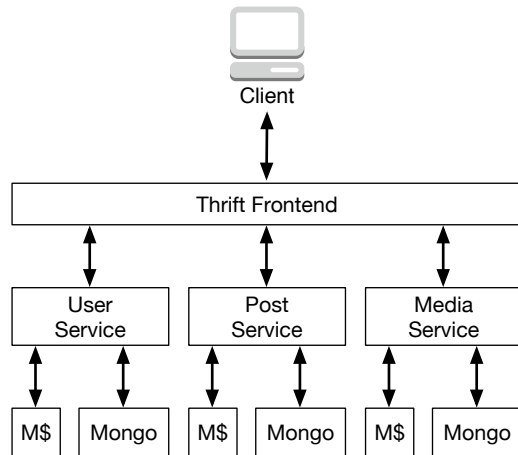 Client
Thrift Frontend
User
Service
Post
Service
Media
Service
M$
Mongo
M$
Mongo
M$
Mongo